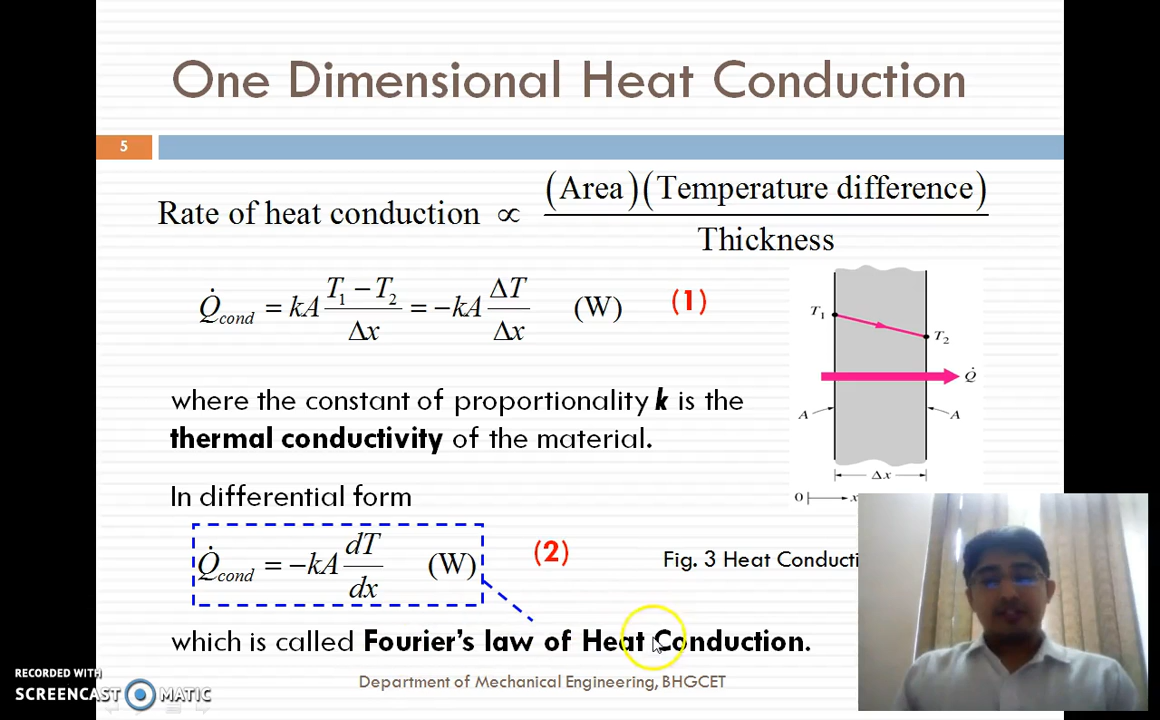 One Dimensional Heat Conduction
5
Rate of heat conduction ∝ (Area)(Temperature difference) / Thickness
Q̇cond = kA (T₁ − T₂)/Δx = −kA ΔT/Δx (W) (1)
T₁
T₂
Q̇
A
A
Δx
0
x
where the constant of proportionality k is the
thermal conductivity of the material.
In differential form
Q̇cond = −kA dT/dx (W) (2)
Fig. 3 Heat Conducti
which is called Fourier's law of Heat Conduction.
Department of Mechanical Engineering, BHGCET
RECORDED WITH
SCREENCAST MATIC